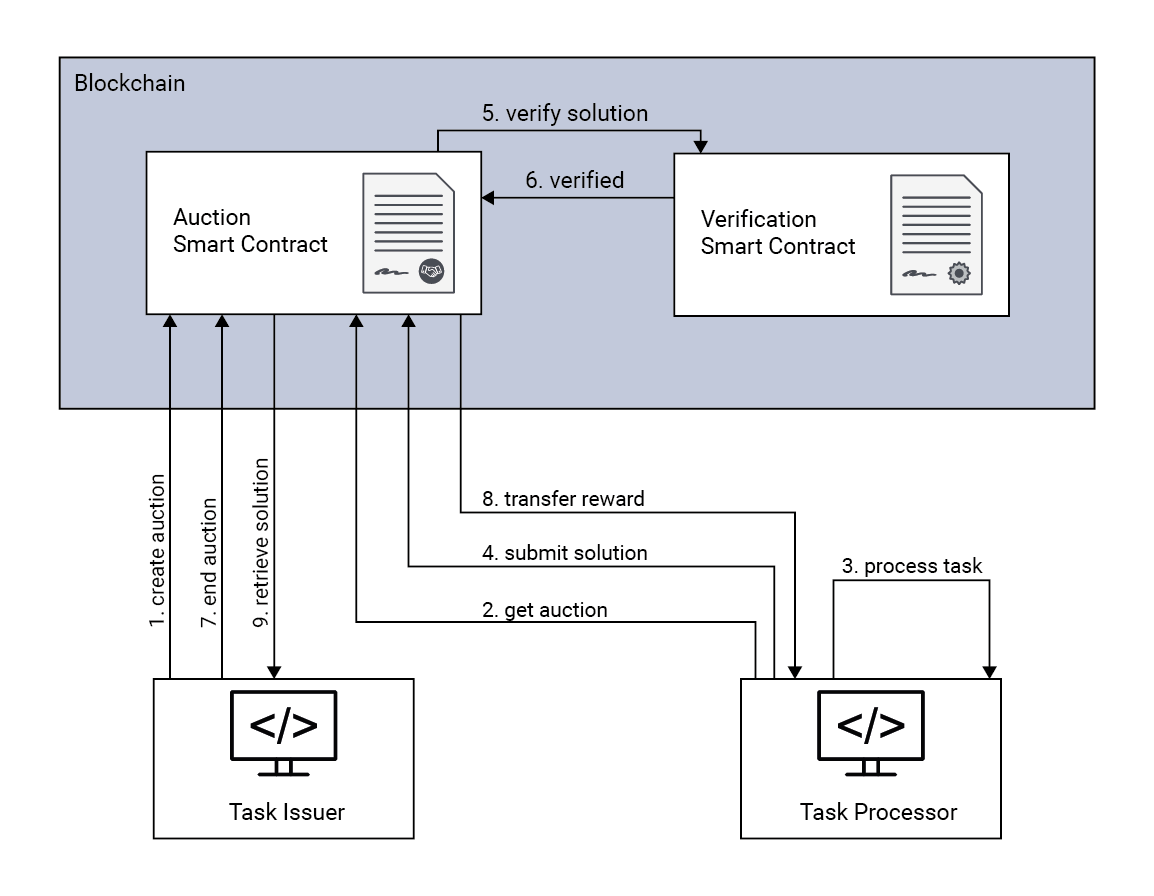 Blockchain
5. verify solution
6. verified
Auction
Smart Contract
Verification
Smart Contract
1. create auction
7. end auction
9. retrieve solution
8. transfer reward
4. submit solution
2. get auction
3. process task
</>
Task Issuer
</>
Task Processor